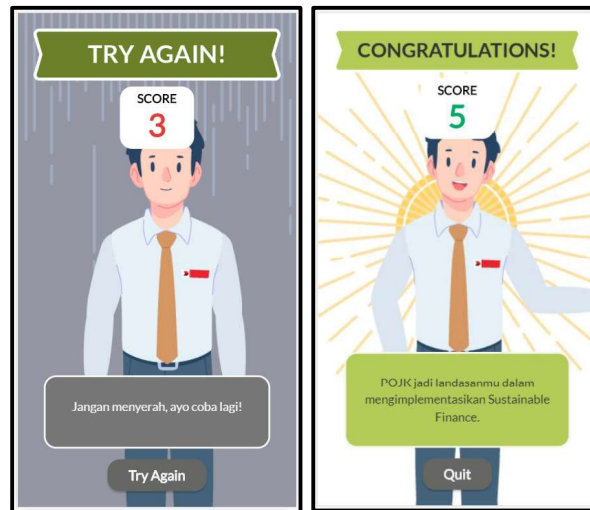 TRY AGAIN!
SCORE
3
Jangan menyerah, ayo coba lagi!
Try Again
CONGRATULATIONS!
SCORE
5
POJK jadi landasanmu dalam
mengimplementasikan Sustainable
Finance.
Quit